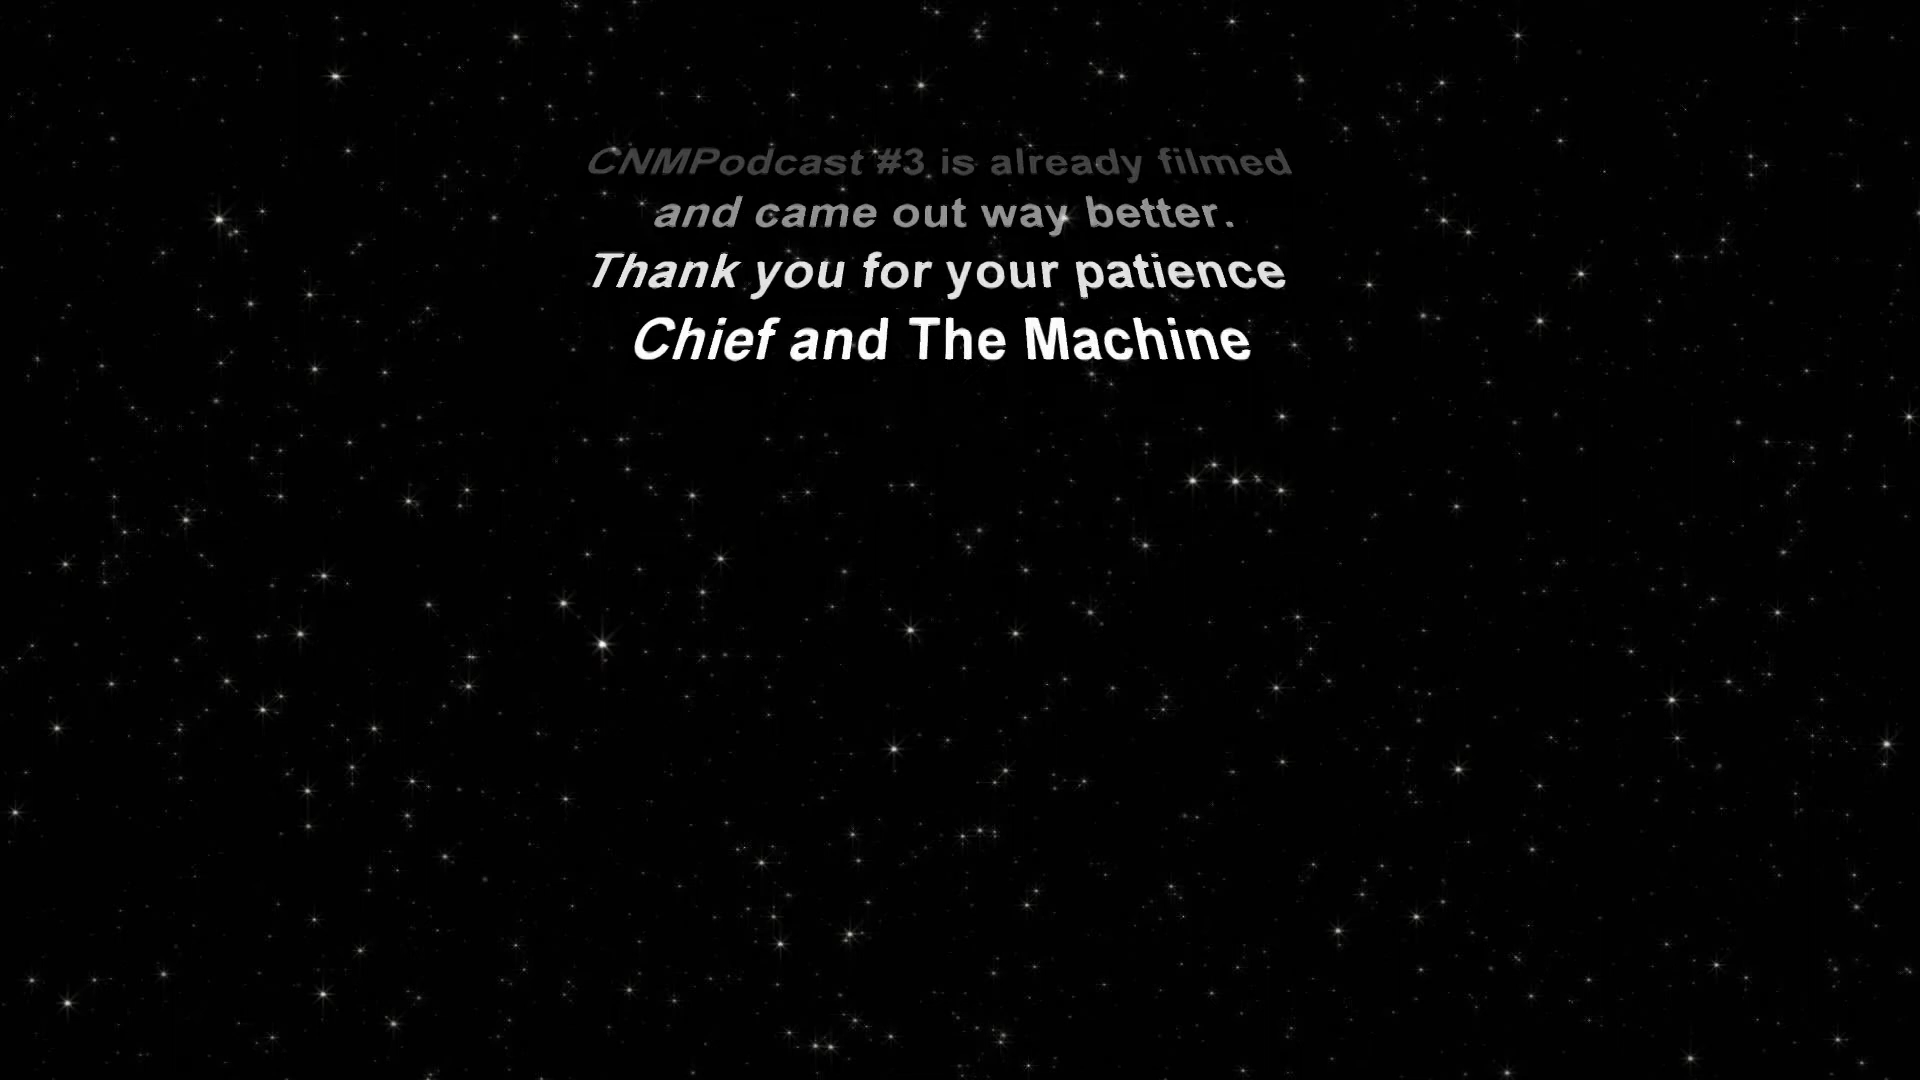 CNMPodcast #3 is already filmed
and came out way better.
Thank you for your patience
Chief and The Machine